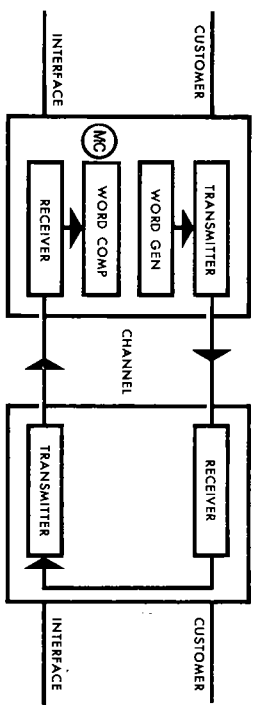 CUSTOMER
INTERFACE
TRANSMITTER
WORD GEN
WORD COMP
MC
RECEIVER
CHANNEL
RECEIVER
TRANSMITTER
CUSTOMER
INTERFACE